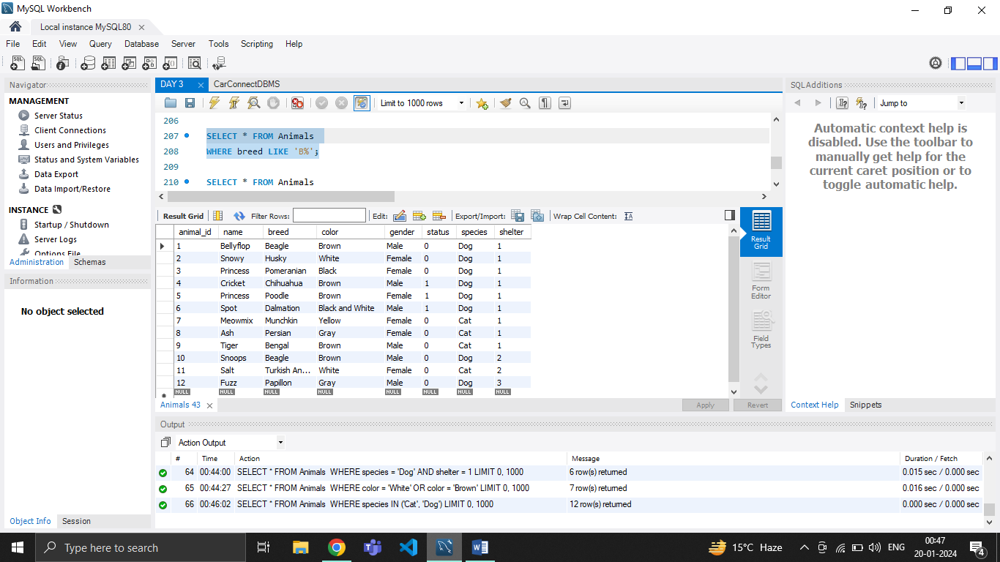 MySQL Workbench
Local instance MySQL80
File Edit View Query Database Server Tools Scripting Help
Navigator
MANAGEMENT
Server Status
Client Connections
Users and Privileges
Status and System Variables
Data Export
Data Import/Restore
INSTANCE
Startup / Shutdown
Server Logs
Options File
Administration Schemas
Information
No object selected
Object Info Session
DAY 3 CarConnectDBMS
Limit to 1000 rows
206
207 SELECT * FROM Animals
208 WHERE breed LIKE 'B%';
209
210 SELECT * FROM Animals
Result Grid Filter Rows: Edit: Export/Import: Wrap Cell Content:
animal_id name breed color gender status species shelter
1 Bellyflop Beagle Brown Male 0 Dog 1
2 Snowy Husky White Female 0 Dog 1
3 Princess Pomeranian Black Female 0 Dog 1
4 Cricket Chihuahua Brown Male 1 Dog 1
5 Princess Poodle Brown Female 1 Dog 1
6 Spot Dalmation Black and White Male 1 Dog 1
7 Meowmix Munchkin Yellow Female 0 Cat 1
8 Ash Persian Gray Female 0 Cat 1
9 Tiger Bengal Brown Male 0 Cat 1
10 Snoops Beagle Brown Male 0 Dog 2
11 Salt Turkish An... White Female 0 Cat 2
12 Fuzz Papillon Gray Male 0 Dog 3
NULL NULL NULL NULL NULL NULL NULL NULL
Result
Grid
Form
Editor
Field
Types
Animals 43 Apply Revert
SQLAdditions
Jump to
Automatic context help is
disabled. Use the toolbar to
manually get help for the
current caret position or to
toggle automatic help.
Context Help Snippets
Output
Action Output
# Time Action Message Duration / Fetch
64 00:44:00 SELECT * FROM Animals WHERE species = 'Dog' AND shelter = 1 LIMIT 0, 1000 6 row(s) returned 0.015 sec / 0.000 sec
65 00:44:27 SELECT * FROM Animals WHERE color = 'White' OR color = 'Brown' LIMIT 0, 1000 7 row(s) returned 0.016 sec / 0.000 sec
66 00:46:02 SELECT * FROM Animals WHERE species IN ('Cat', 'Dog') LIMIT 0, 1000 12 row(s) returned 0.000 sec / 0.000 sec
Type here to search
15°C Haze
ENG
00:47
20-01-2024
4